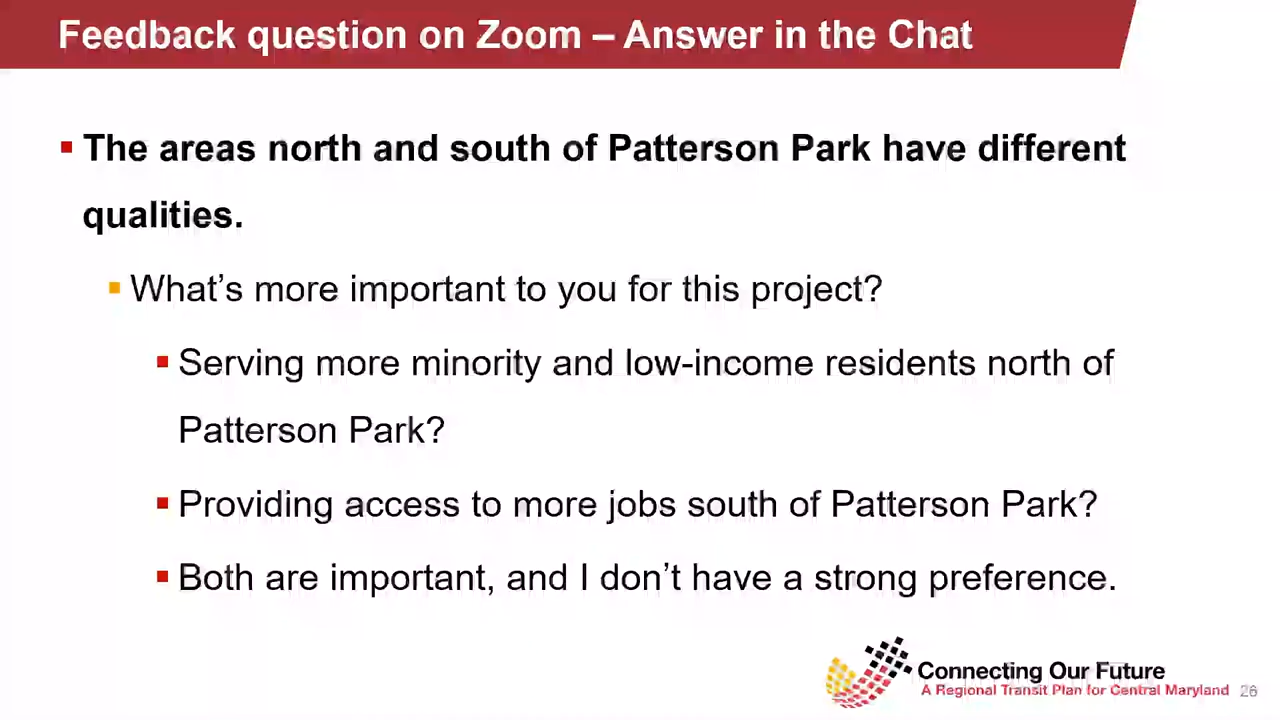 Feedback question on Zoom – Answer in the Chat
The areas north and south of Patterson Park have different
qualities.
What’s more important to you for this project?
Serving more minority and low-income residents north of
Patterson Park?
Providing access to more jobs south of Patterson Park?
Both are important, and I don’t have a strong preference.
Connecting Our Future
A Regional Transit Plan for Central Maryland
26